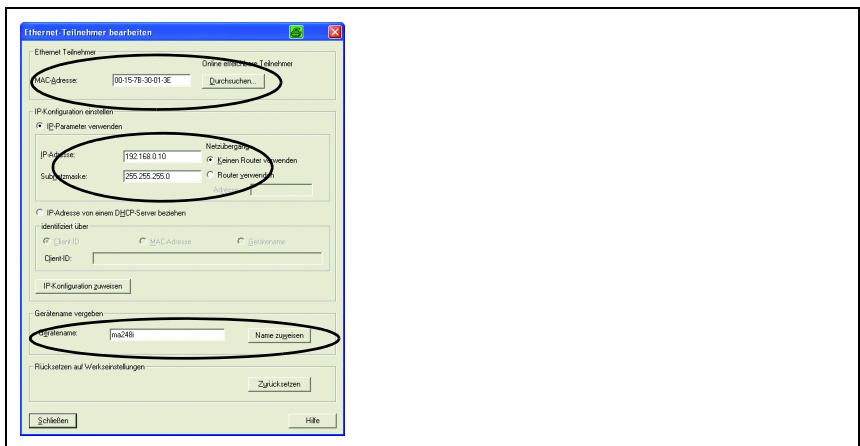 Ethernet-Teilnehmer bearbeiten
Ethernet Teilnehmer
Online erreichbare Teilnehmer
MAC-Adresse: 00-15-7B-30-01-3E Durchsuchen...
IP-Konfiguration einstellen
IP-Parameter verwenden
Netzübergang
IP-Adresse: 192.168.0.10 Keinen Router verwenden
Subnetzmaske: 255.255.255.0 Router verwenden
Adresse:
IP-Adresse von einem DHCP-Server beziehen
identifiziert über
Client-ID MAC-Adresse Gerätename
Client-ID:
IP-Konfiguration zuweisen
Gerätename vergeben
Gerätename: ma248i Name zuweisen
Rücksetzen auf Werkseinstellungen
Zurücksetzen
Schließen Hilfe